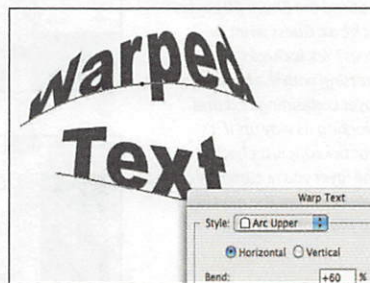 Warped
Text
Warp Text
Style: Arc Upper
Horizontal Vertical
Bend: +60 %